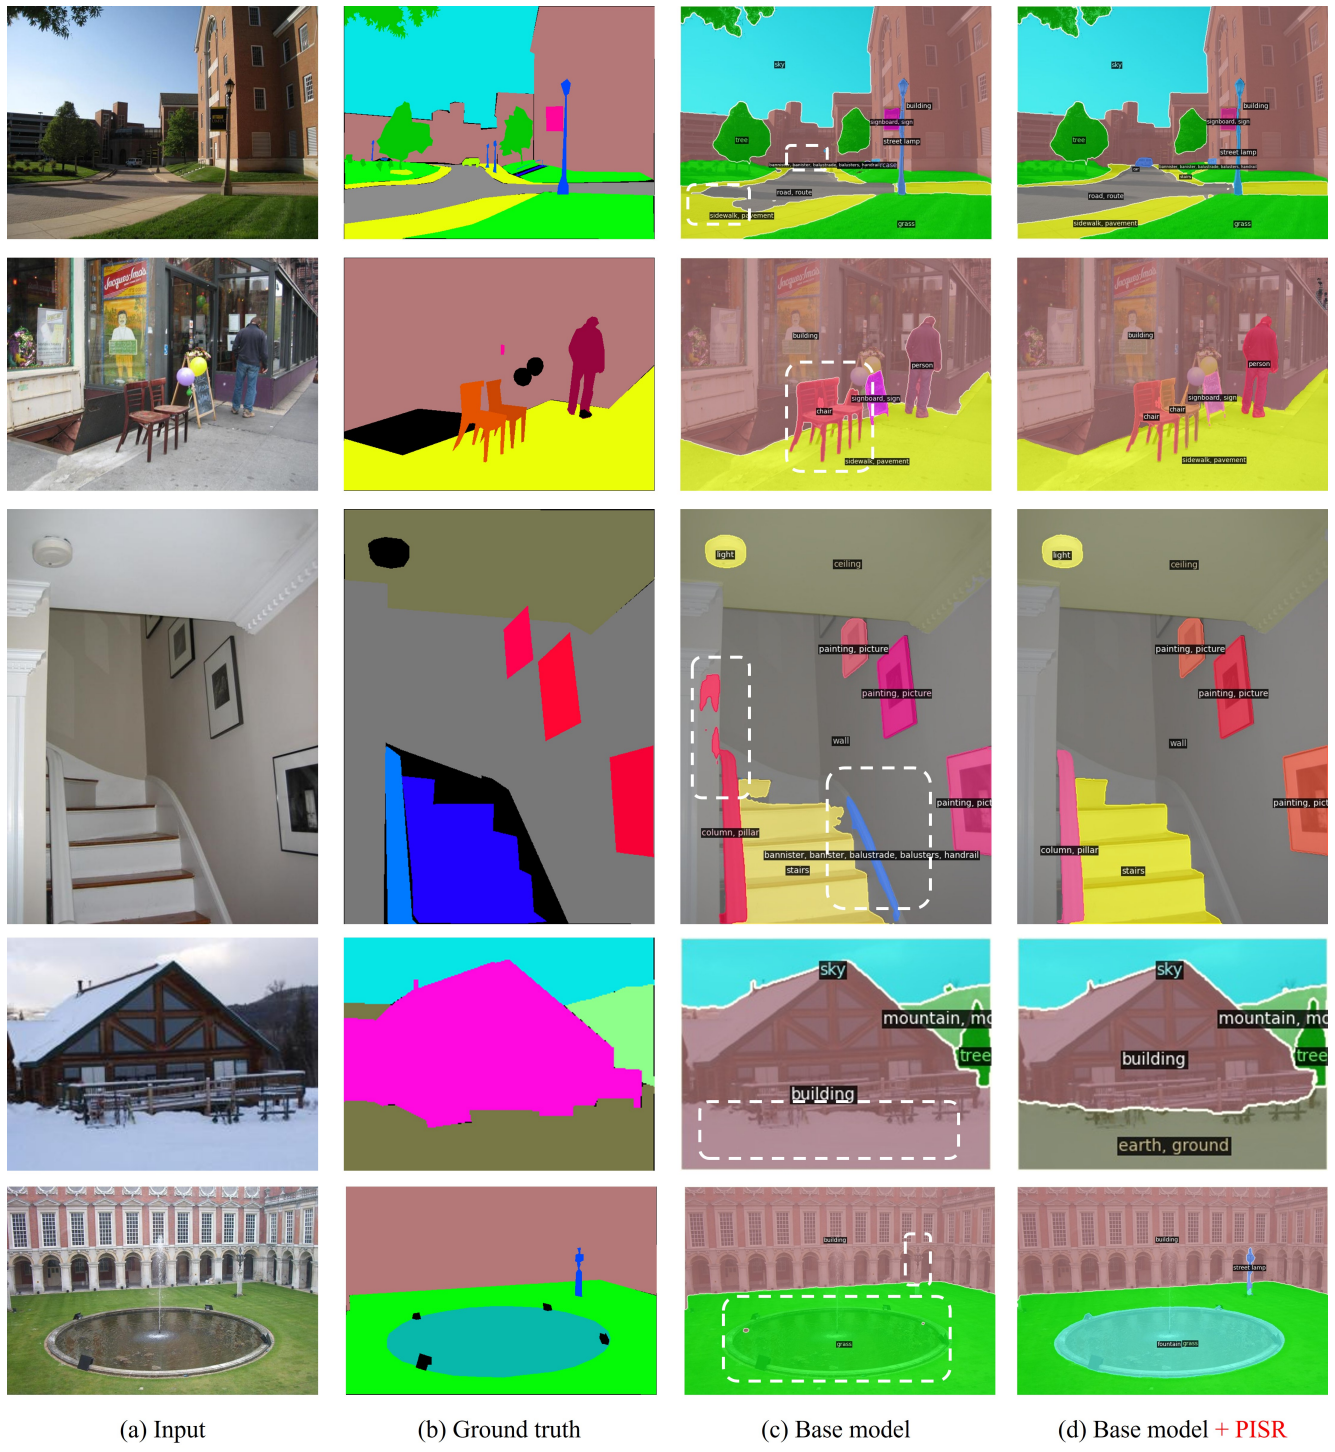 sky
building
signboard, sign
tree
street lamp
road, route
sidewalk, pavement
grass
sky
building
signboard, sign
tree
street lamp
road, route
sidewalk, pavement
grass
building
person
signboard, sign
chair
sidewalk, pavement
building
person
signboard, sign
chair
chair
sidewalk, pavement
light
ceiling
painting, picture
painting, picture
wall
painting, pict
column, pillar
bannister, banister, balustrade, balusters, handrail
stairs
light
ceiling
painting, picture
painting, picture
wall
painting, pict
column, pillar
stairs
sky
mountain, mo
tree
building
sky
mountain, mo
tree
building
earth, ground
building
grass
building
street lamp
fountain
grass
(a) Input
(b) Ground truth
(c) Base model
(d) Base model + PISR